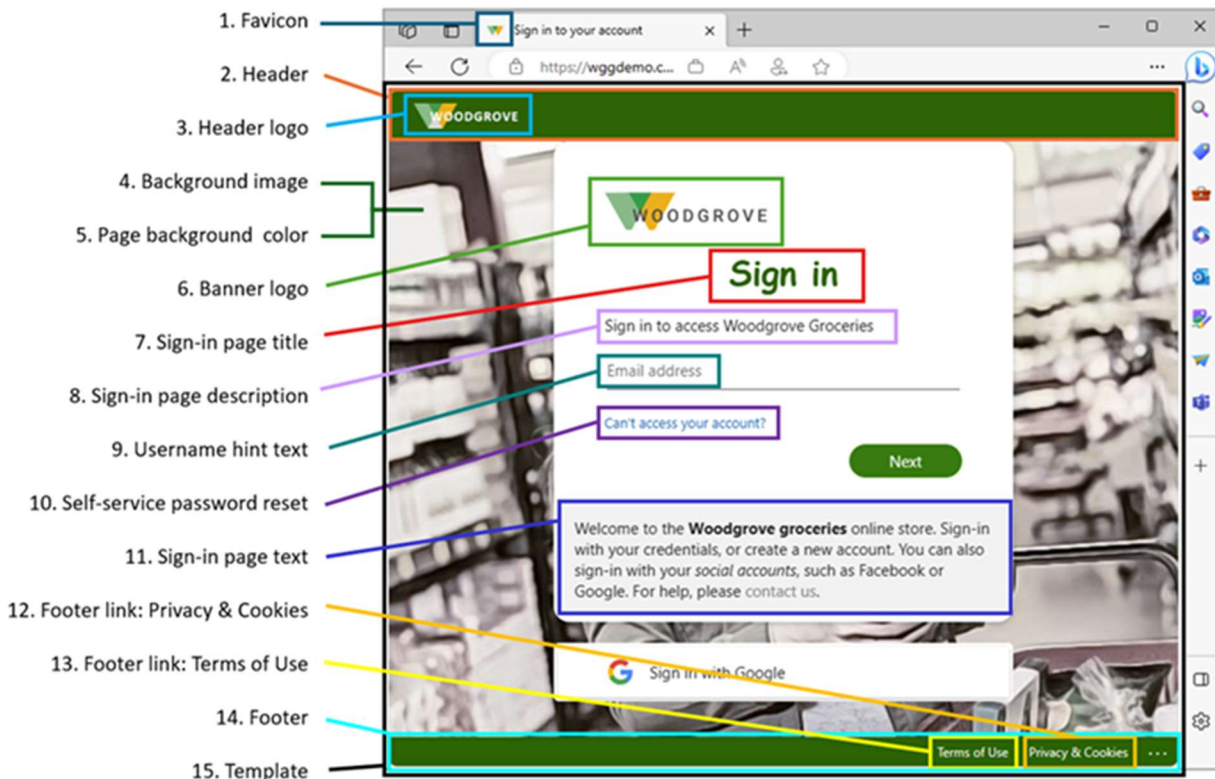 1. Favicon
2. Header
3. Header logo
4. Background image
5. Page background color
6. Banner logo
7. Sign-in page title
8. Sign-in page description
9. Username hint text
10. Self-service password reset
11. Sign-in page text
12. Footer link: Privacy & Cookies
13. Footer link: Terms of Use
14. Footer
15. Template
Sign in to your account
https://wggdemo.c...
WOODGROVE
WOODGROVE
Sign in
Sign in to access Woodgrove Groceries
Email address
Can't access your account?
Next
Welcome to the Woodgrove groceries online store. Sign-in
with your credentials, or create a new account. You can also
sign-in with your social accounts, such as Facebook or
Google. For help, please contact us.
Sign in with Google
Terms of Use Privacy & Cookies ...